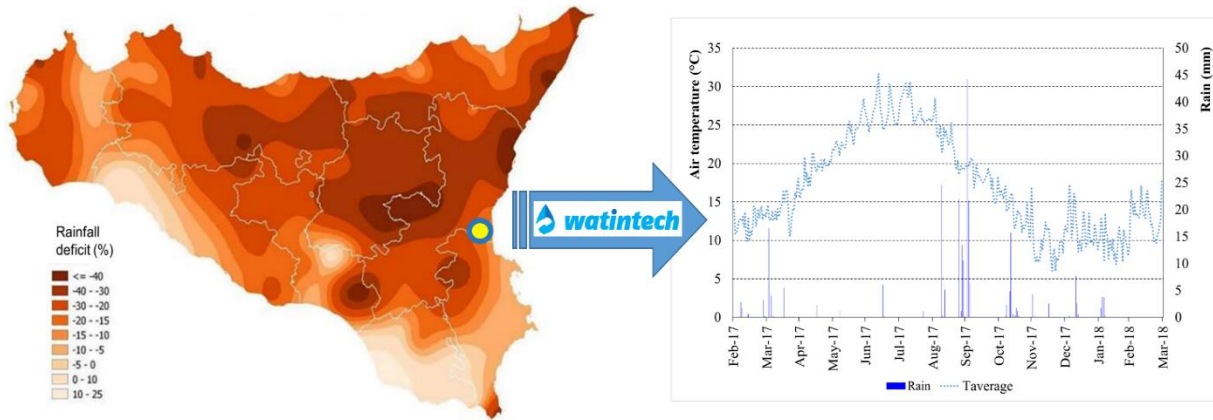 Rainfall
deficit (%)
<= -40
-40 - -30
-30 - -20
-20 - -15
-15 - -10
-10 - -5
-5 - 0
0 - 10
10 - 25
watintech
Air temperature (°C)
35
30
25
20
15
10
5
0
50
45
40
35
30
25
20
15
10
5
0
Rain (mm)
Feb-17
Mar-17
Apr-17
May-17
Jun-17
Jul-17
Aug-17
Sep-17
Oct-17
Nov-17
Dec-17
Jan-18
Feb-18
Mar-18
Rain
Taverage